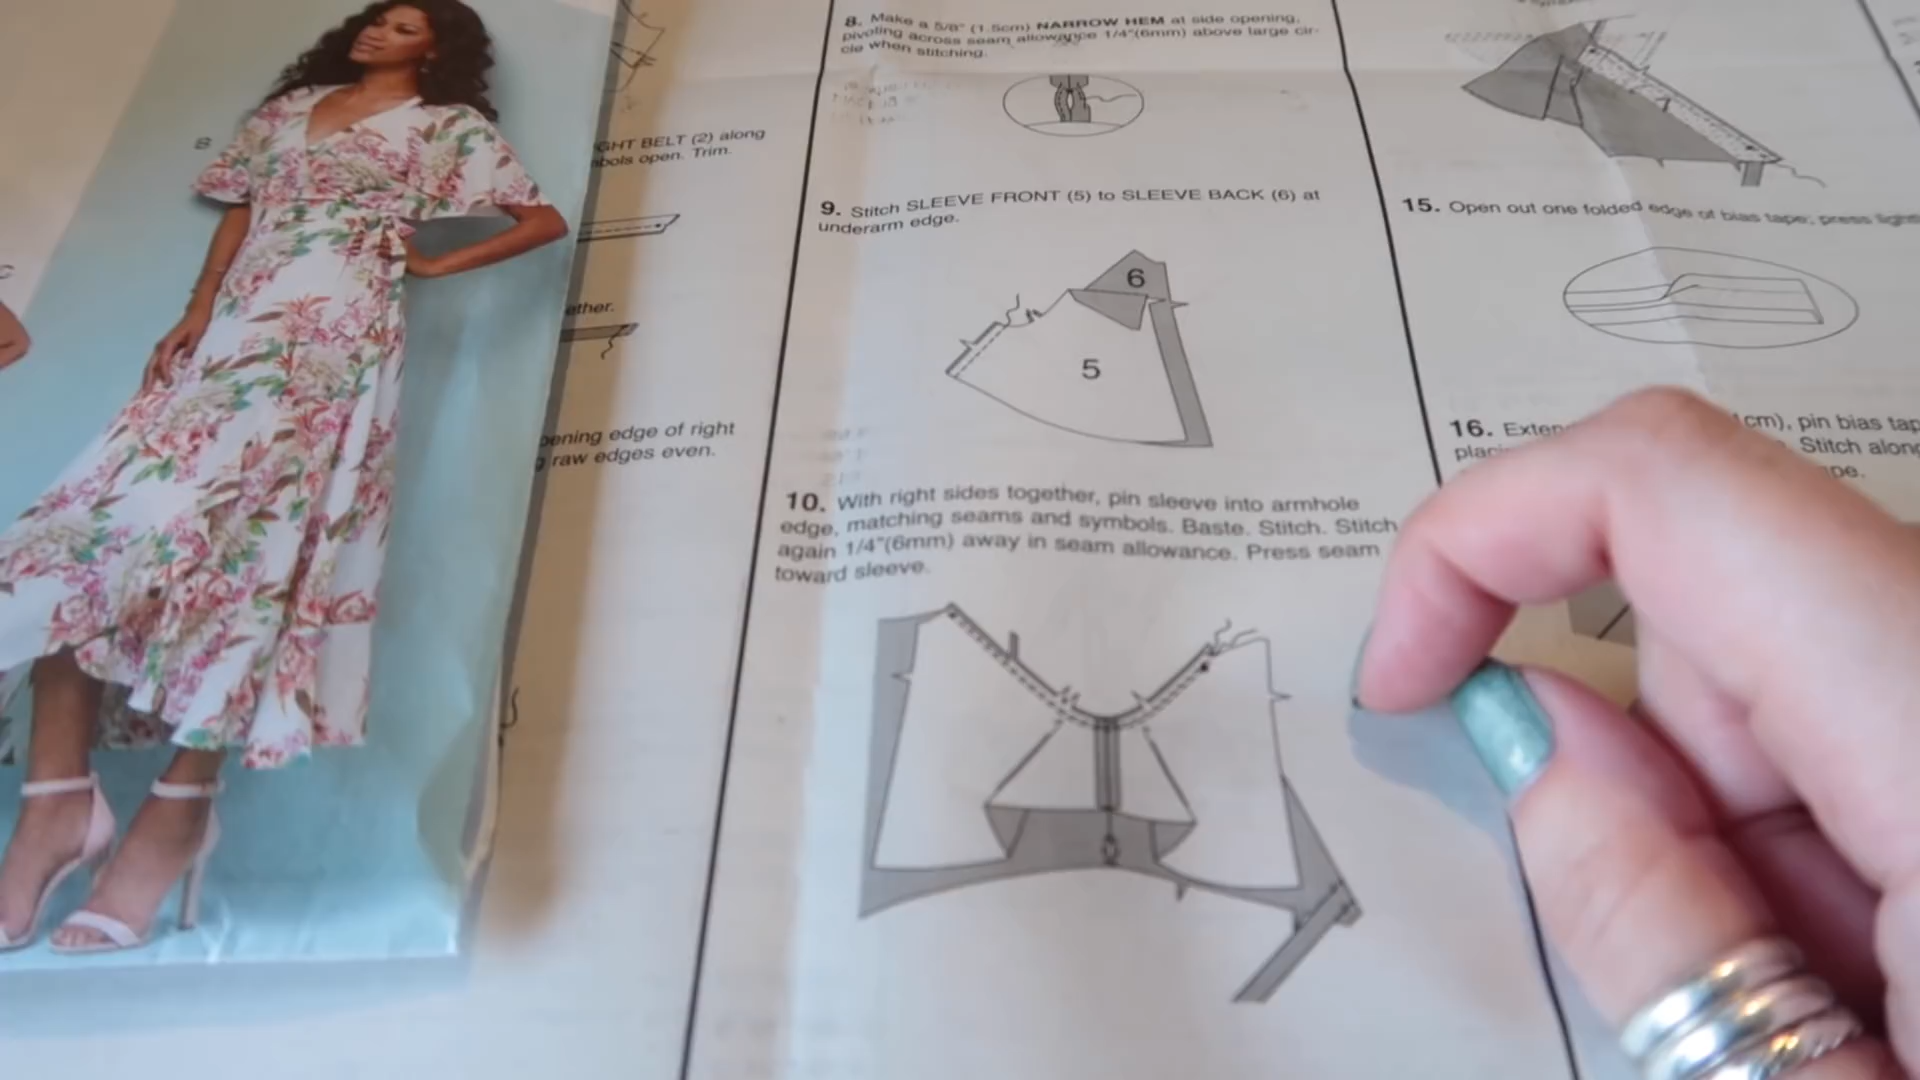 S
C
GHT BELT (2) along
bols open. Trim.
ether.
pening edge of right
raw edges even.
8. Make a 5/8" (1.5cm) NARROW HEM at side opening,
pivoting across seam allowance 1/4"(6mm) above large cir-
cle when stitching.
9. Stitch SLEEVE FRONT (5) to SLEEVE BACK (6) at
underarm edge.
6
5
10. With right sides together, pin sleeve into armhole
edge, matching seams and symbols. Baste. Stitch. Stitch
again 1/4"(6mm) away in seam allowance. Press seam
toward sleeve.
15. Open out one folded edge of bias tape; press
16. Exten cm), pin bias tap
placi Stitch along
pe.